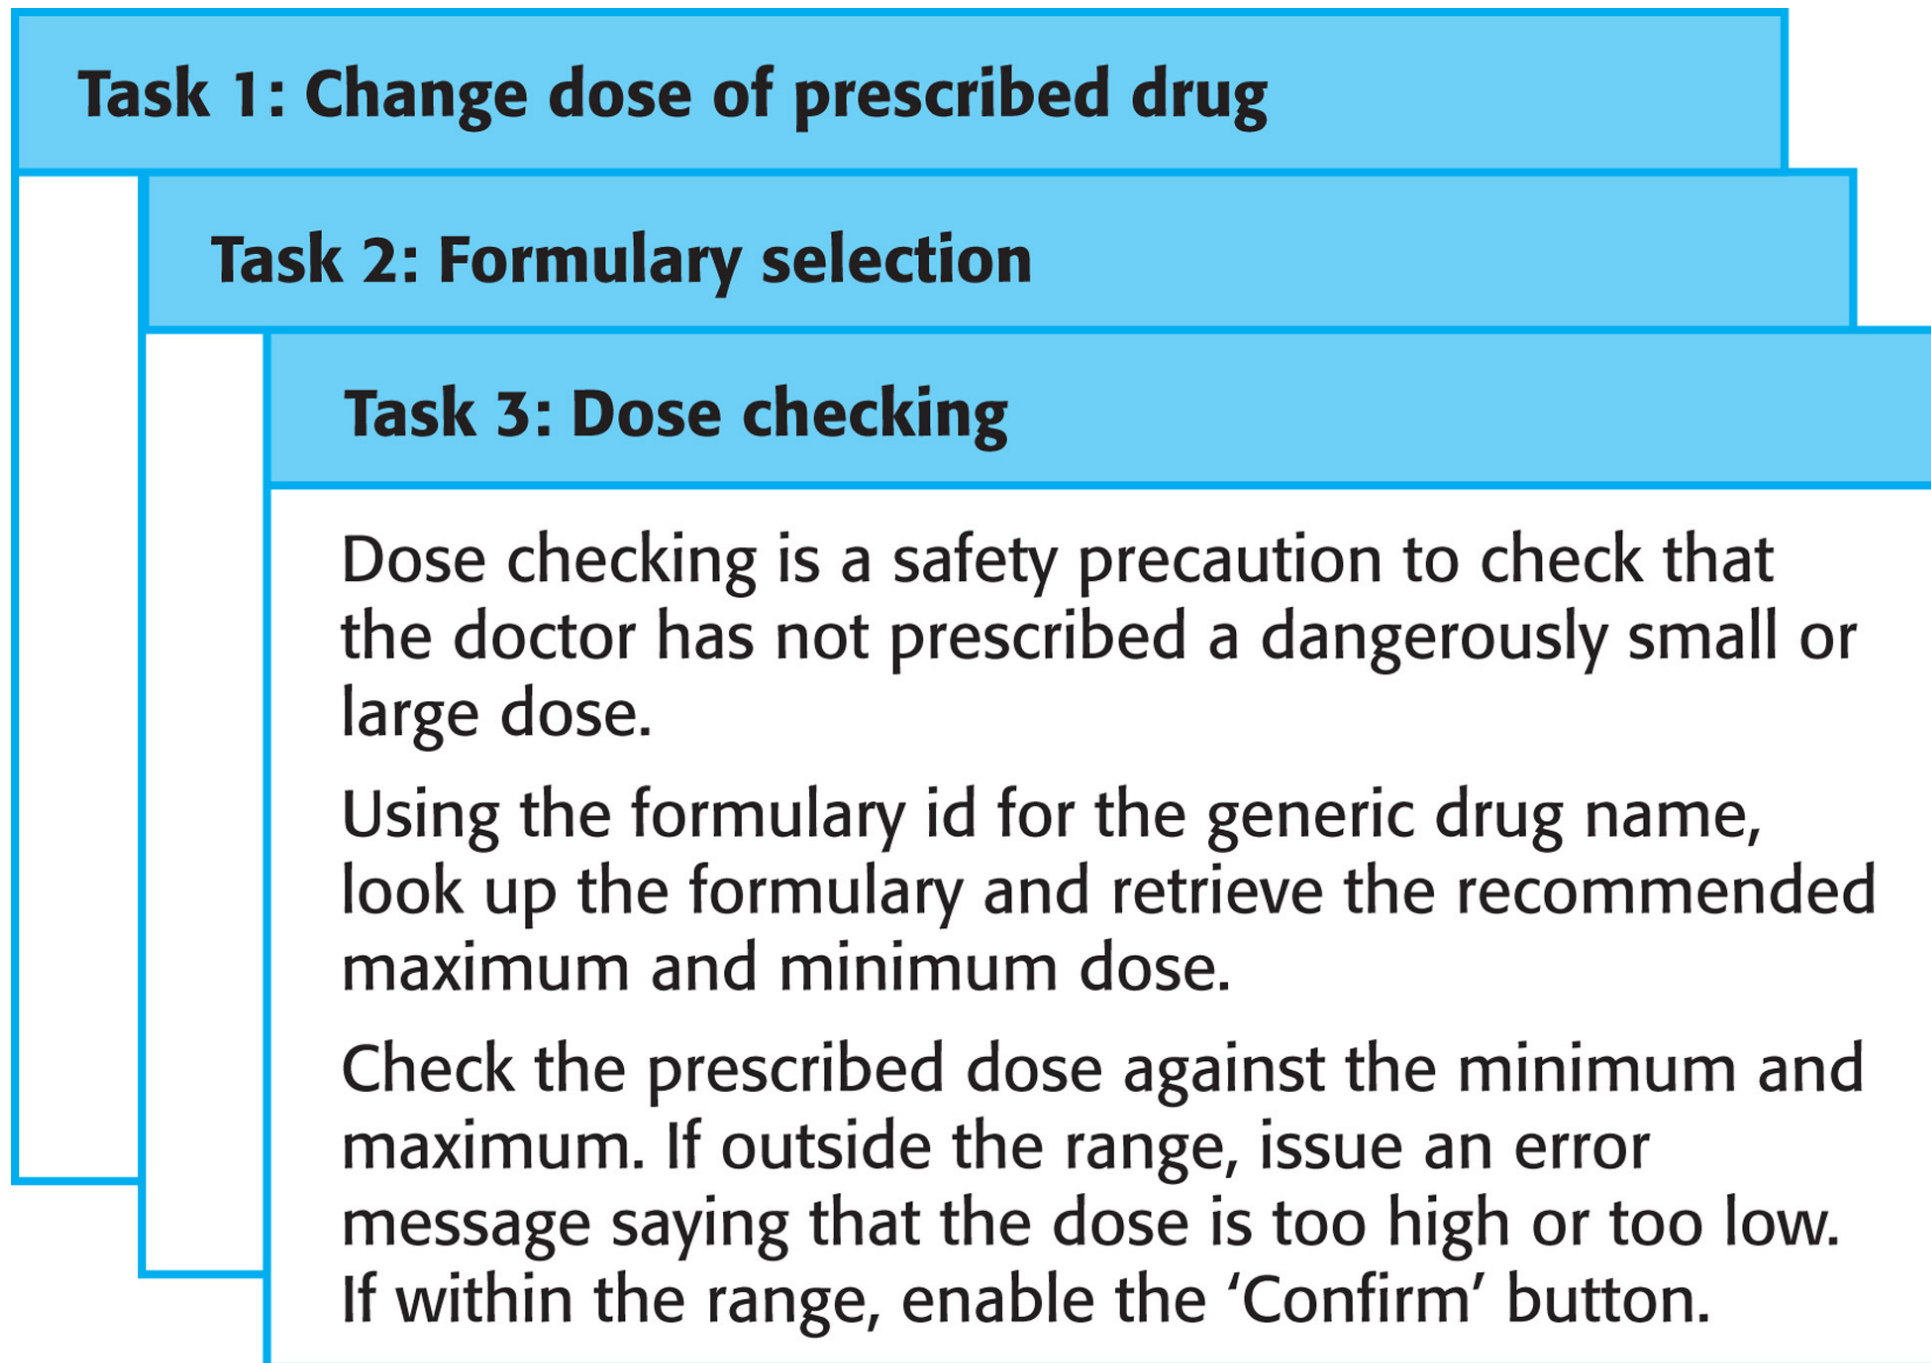 Task 1: Change dose of prescribed drug
Task 2: Formulary selection
Task 3: Dose checking
Dose checking is a safety precaution to check that
the doctor has not prescribed a dangerously small or
large dose.
Using the formulary id for the generic drug name,
look up the formulary and retrieve the recommended
maximum and minimum dose.
Check the prescribed dose against the minimum and
maximum. If outside the range, issue an error
message saying that the dose is too high or too low.
If within the range, enable the ‘Confirm’ button.